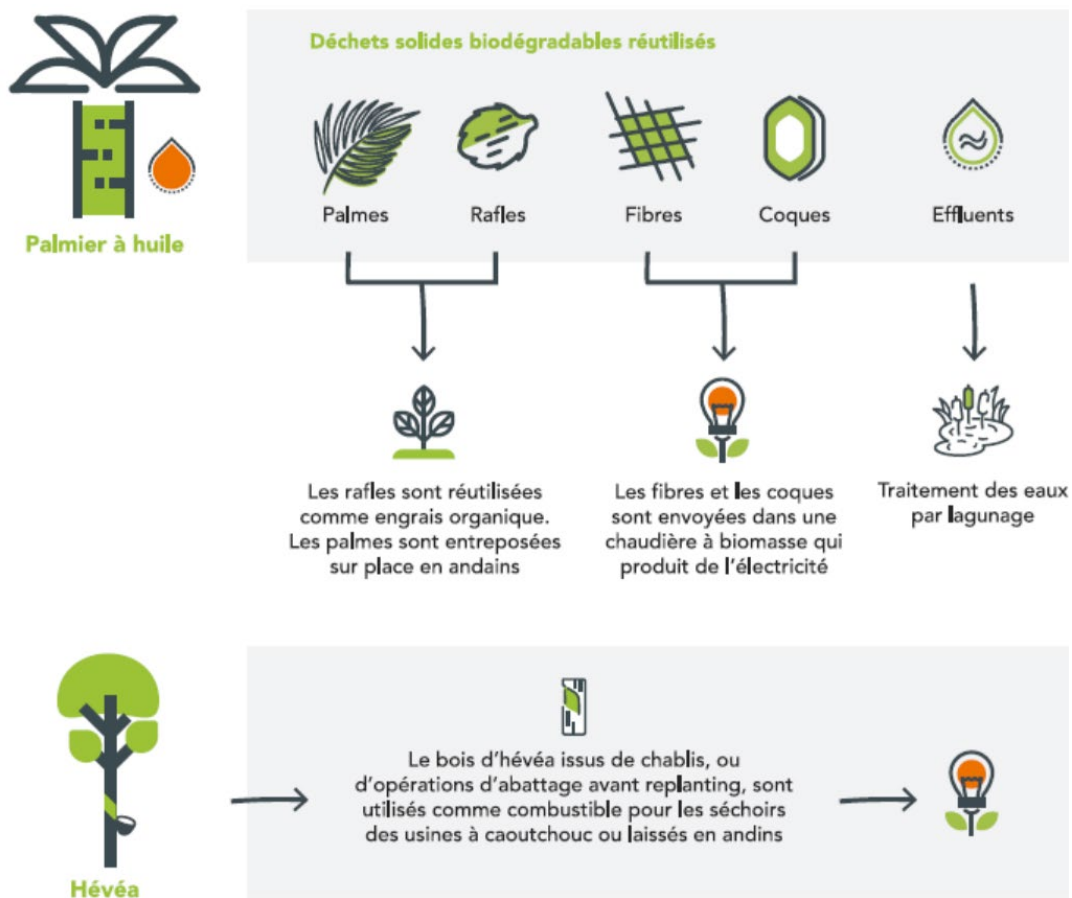 Déchets solides biodégradables réutilisés
Palmes
Rafles
Fibres
Coques
Effluents
Palmier à huile
Les rafles sont réutilisées
comme engrais organique.
Les palmes sont entreposées
sur place en andains
Les fibres et les coques
sont envoyées dans une
chaudière à biomasse qui
produit de l'électricité
Traitement des eaux
par lagunage
Le bois d'hévéa issus de chablis, ou
d'opérations d'abattage avant replanting, sont
utilisés comme combustible pour les séchoirs
des usines à caoutchouc ou laissés en andins
Hévéa